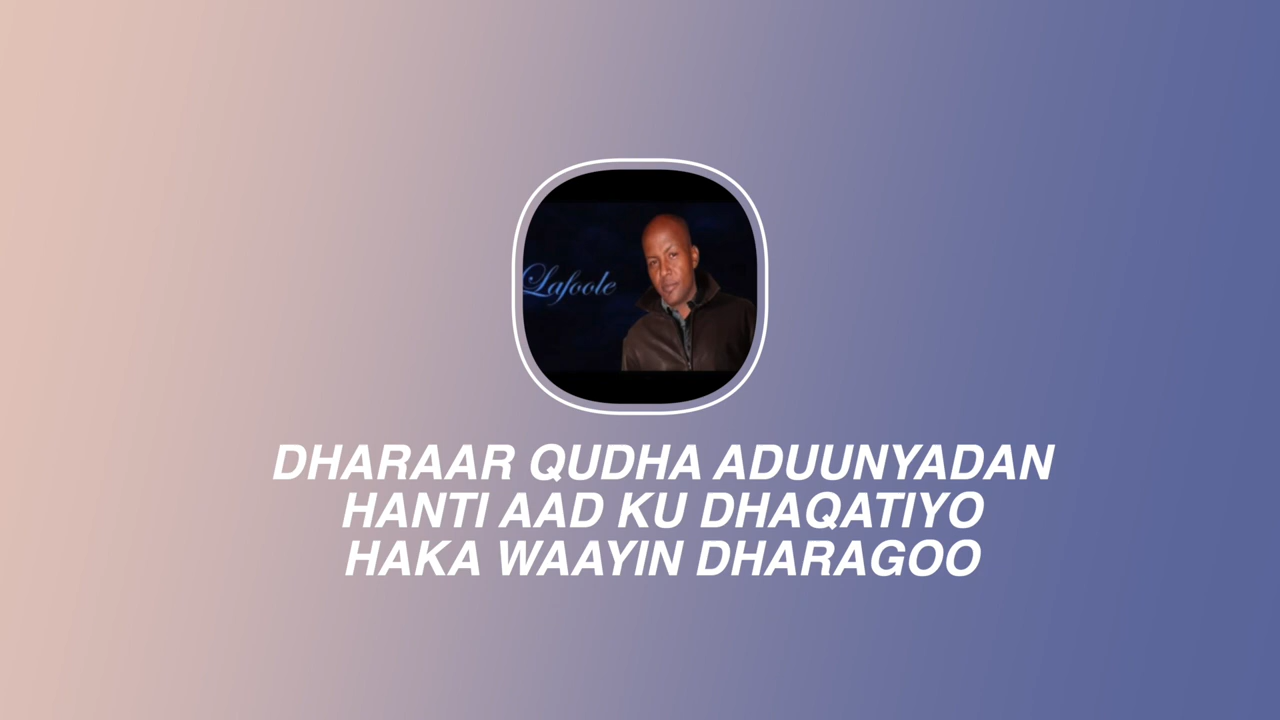 Lafoole
DHARAAR QUDHA ADUUNYADAN
HANTI AAD KU DHAQATIYO
HAKA WAAYIN DHARAGOO